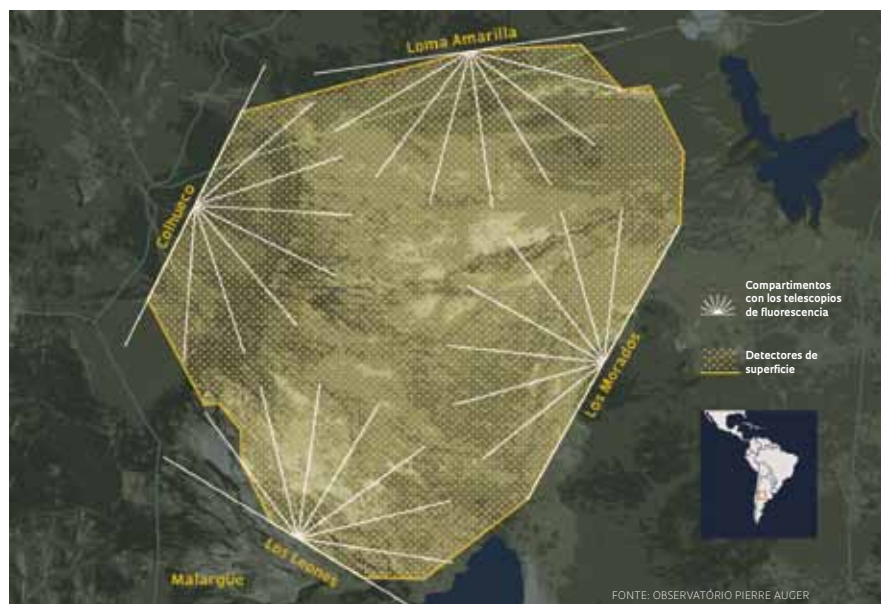 Loma Amarilla
Coihueco
Compartimentos
con los telescopios
de fluorescencia
Detectores de
superficie
Los Morados
Los Leones
Malargüe
FONTE: OBSERVATÓRIO PIERRE AUGER